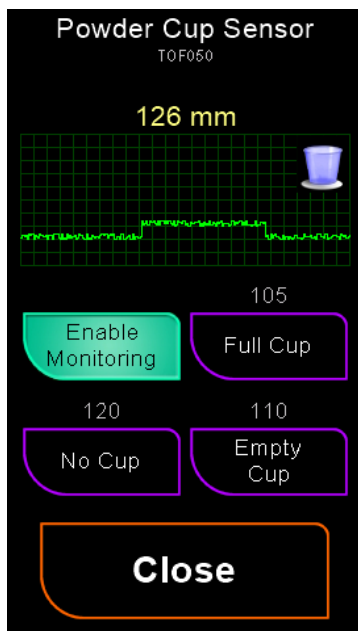 Powder Cup Sensor
TOF050
126 mm
105
Enable
Monitoring
Full Cup
120
110
No Cup
Empty
Cup
Close